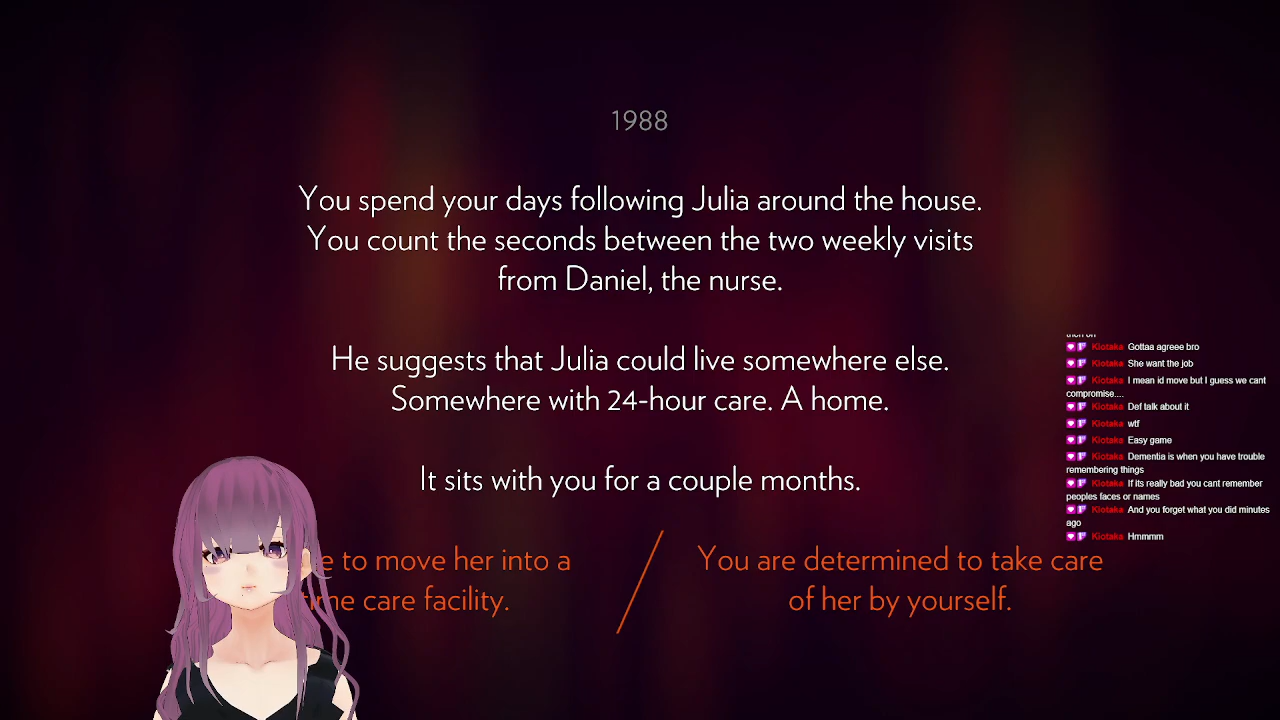 1988
You spend your days following Julia around the house.
You count the seconds between the two weekly visits
from Daniel, the nurse.
He suggests that Julia could live somewhere else.
Somewhere with 24-hour care. A home.
It sits with you for a couple months.
to move her into a
care facility.
You are determined to take care
of her by yourself.
Kiotaka Gottaa agreee bro
Kiotaka She want the job
Kiotaka I mean id move but I guess we cant
compromise....
Kiotaka Def talk about it
Kiotaka wtf
Kiotaka Easy game
Kiotaka Dementia is when you have trouble
remembering things
Kiotaka If its really bad you cant remember
peoples faces or names
Kiotaka And you forget what you did minutes
ago
Kiotaka Hmmmm